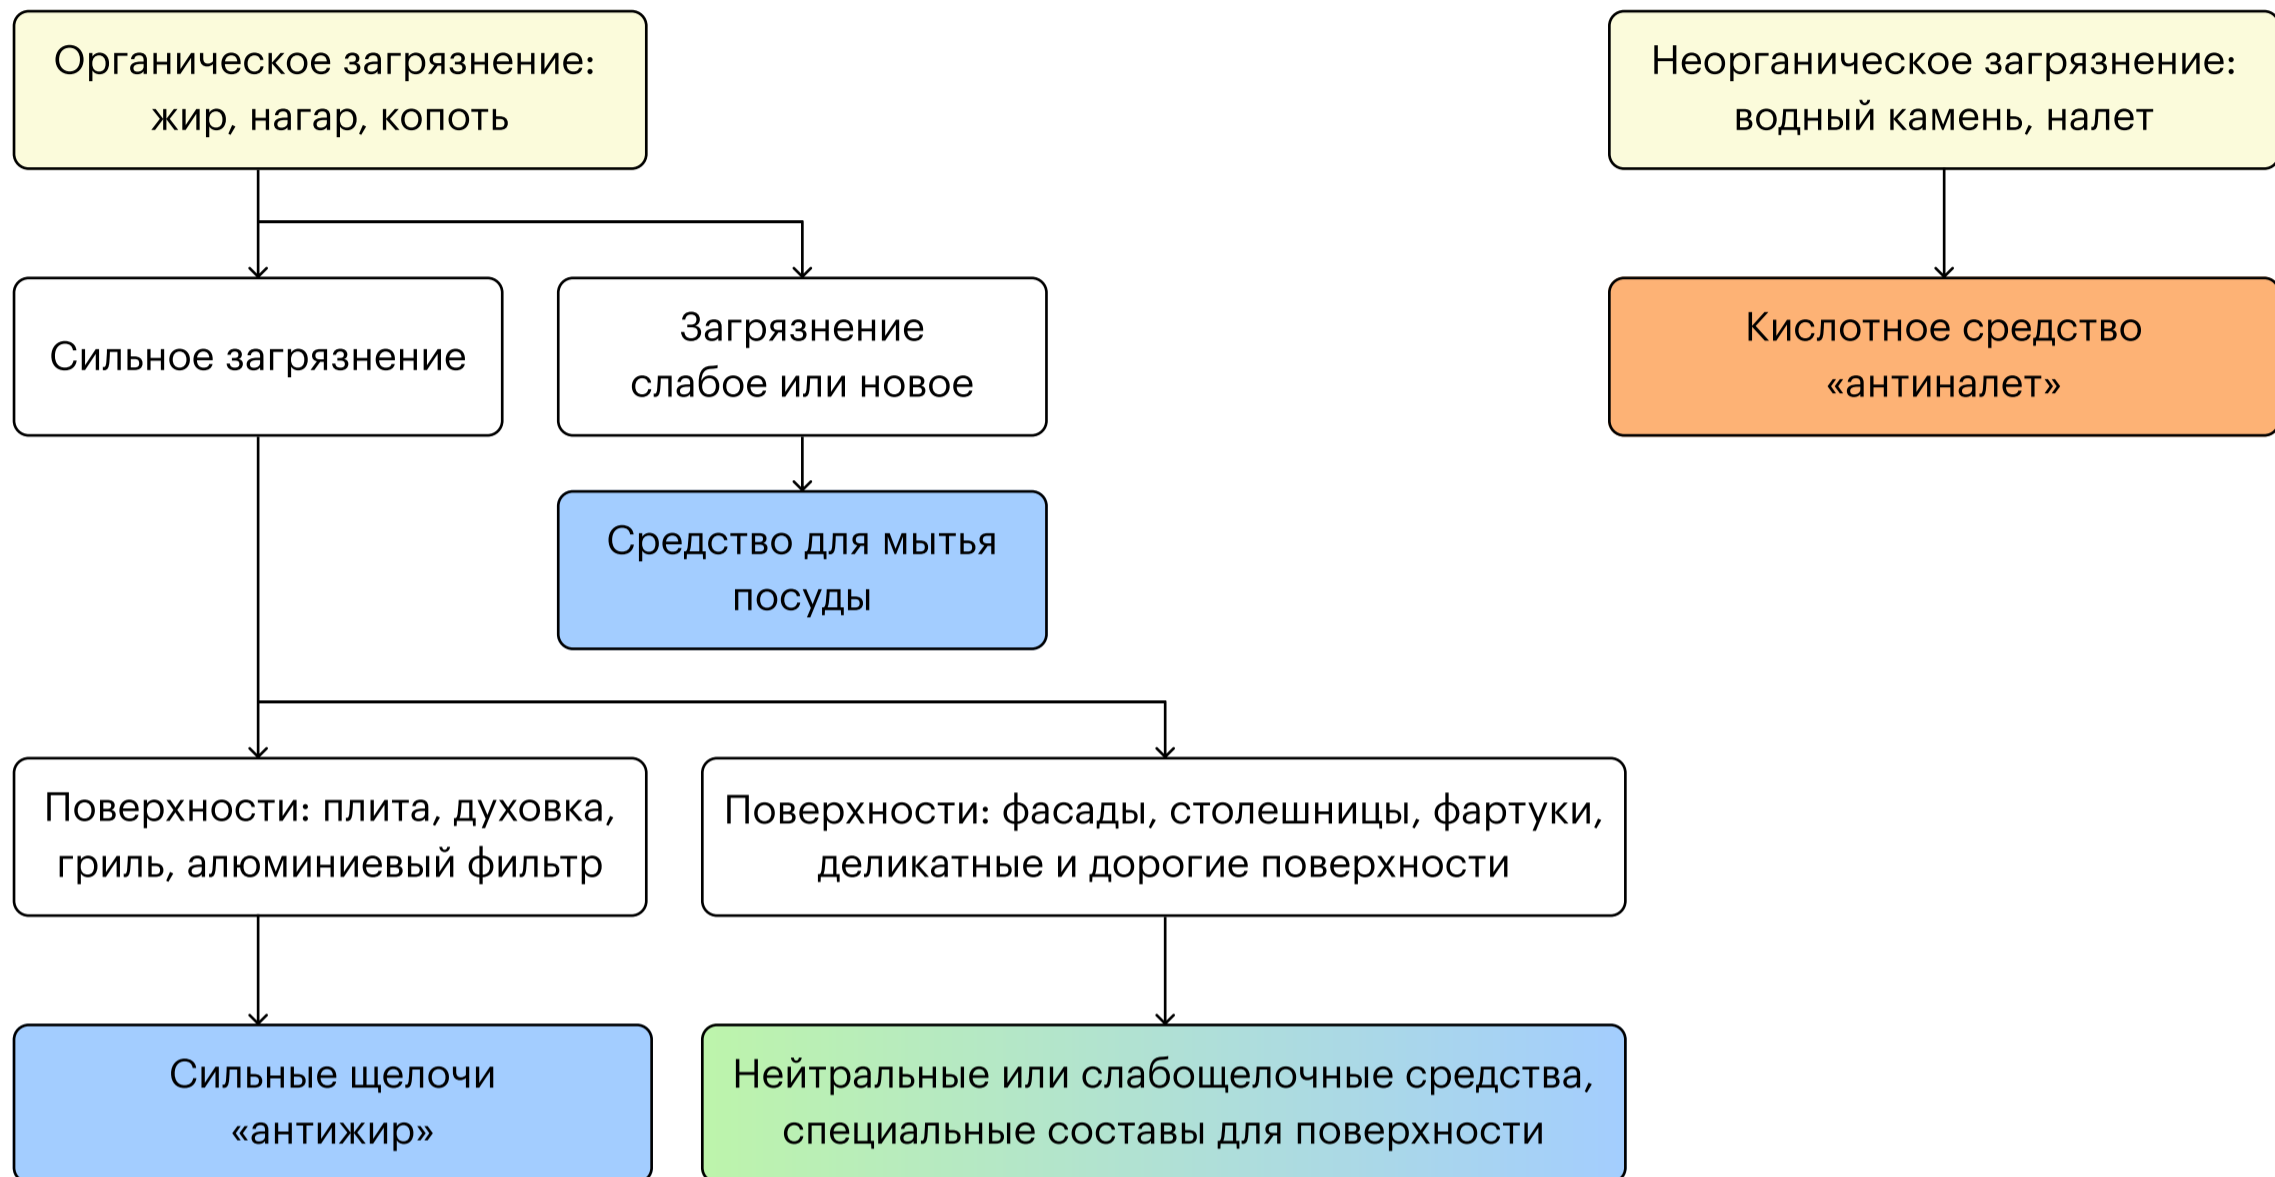 Органическое загрязнение:
жир, нагар, копоть
Неорганическое загрязнение:
водный камень, налет
Сильное загрязнение
Загрязнение
слабое или новое
Кислотное средство
«антиналет»
Средство для мытья
посуды
Поверхности: плита, духовка,
гриль, алюминиевый фильтр
Поверхности: фасады, столешницы, фартуки,
деликатные и дорогие поверхности
Сильные щелочи
«антижир»
Нейтральные или слабощелочные средства,
специальные составы для поверхности